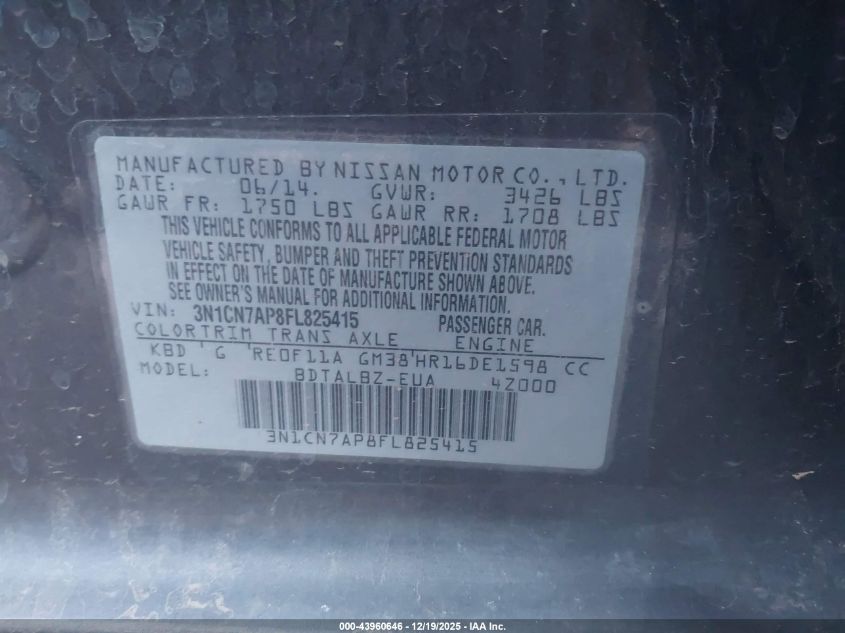 MANUFACTURED BY NISSAN MOTOR CO., LTD.
DATE: 06/14. GVWR: 3426 LBS
GAWR FR: 1750 LBS GAWR RR: 1708 LBS
THIS VEHICLE CONFORMS TO ALL APPLICABLE FEDERAL MOTOR
VEHICLE SAFETY, BUMPER AND THEFT PREVENTION STANDARDS
IN EFFECT ON THE DATE OF MANUFACTURE SHOWN ABOVE.
SEE OWNER'S MANUAL FOR ADDITIONAL INFORMATION.
VIN: 3N1CN7AP8FL825415 PASSENGER CAR.
COLOR TRIM TRANS AXLE ENGINE
KBD ' G 'RE0F11A GM38'HR16DE1598 CC
MODEL: BDTALBZ-EUA 4Z000
3N1CN7AP8FL825415
000-43960646 - 12/19/2025 - IAA Inc.